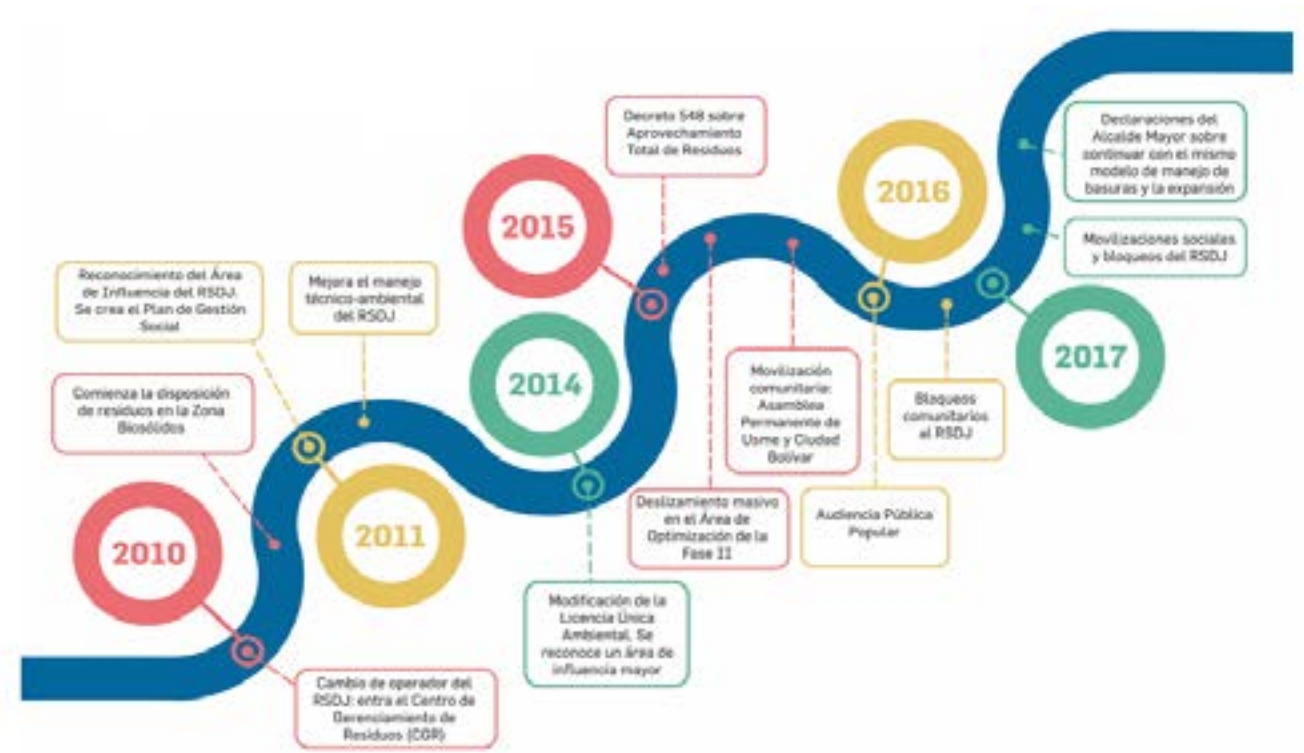 2010
Cambio de operador del
RSDJ: entra el Centro de
Gerenciamiento de
Residuos (CGR)
Comienza la disposición
de residuos en la Zona
Biosólidos
2011
Reconocimiento del Área
de Influencia del RSDJ.
Se crea el Plan de Gestión
Social
Mejora el manejo
técnico-ambiental
del RSDJ
2014
Modificación de la
Licencia Única
Ambiental. Se
reconoce un área de
influencia mayor
2015
Decreto 548 sobre
Aprovechamiento
Total de Residuos
Deslizamiento masivo
en el Área de
Optimización de la
Fase II
Movilización
comunitaria:
Asamblea
Permanente de
Usme y Ciudad
Bolívar
2016
Audiencia Pública
Popular
Bloqueos
comunitarios
al RSDJ
2017
Movilizaciones sociales
y bloqueos del RSDJ
Declaraciones del
Alcalde Mayor sobre
continuar con el mismo
modelo de manejo de
basuras y la expansión